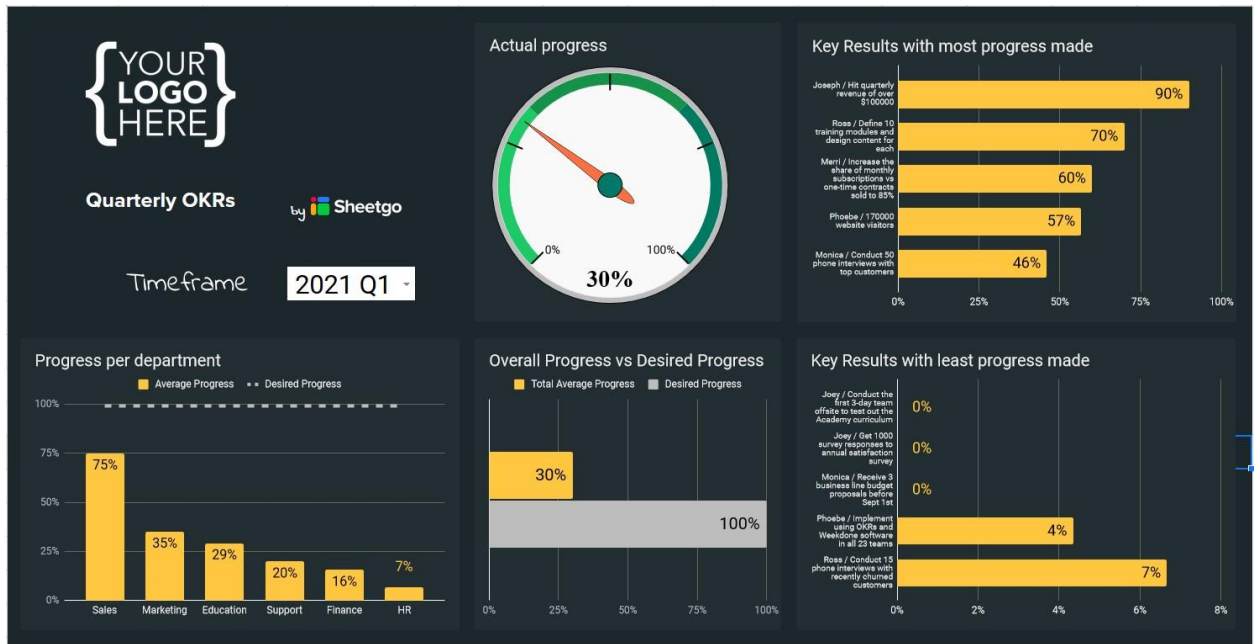 {YOUR
LOGO
HERE}
Quarterly OKRs
by Sheetgo
Timeframe
2021 Q1
Actual progress
0%
100%
30%
Key Results with most progress made
Joseph / Hit quarterly
revenue of over
$100000
90%
Ross / Define 10
training modules and
design content for
each
70%
Merri / Increase the
share of monthly
subscriptions vs
one-time contracts
sold to 85%
60%
Phoebe / 170000
website visitors
57%
Monica / Conduct 50
phone interviews with
top customers
46%
0% 25% 50% 75% 100%
Progress per department
Average Progress Desired Progress
100%
75%
50%
25%
0%
75%
35%
29%
20%
16%
7%
Sales Marketing Education Support Finance HR
Overall Progress vs Desired Progress
Total Average Progress Desired Progress
30%
100%
0% 25% 50% 75% 100%
Key Results with least progress made
Joey / Conduct the
first 3-day team
offsite to test out the
Academy curriculum
0%
Joey / Get 1000
survey responses to
annual satisfaction
survey
0%
Monica / Receive 3
business line budget
proposals before
Sept 1st
0%
Phoebe / Implement
using OKRs and
Weekdone software
in all 23 teams
4%
Ross / Conduct 15
phone interviews with
recently churned
customers
7%
0% 2% 4% 6% 8%